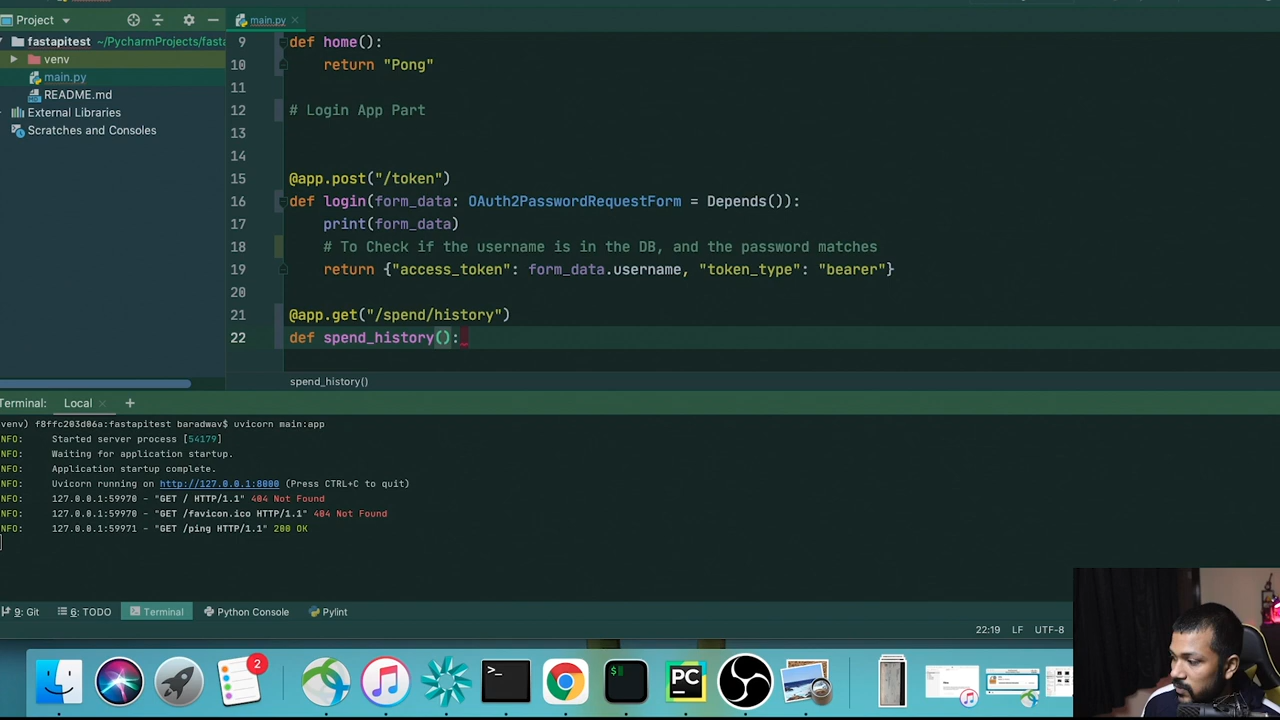 Project
main.py
fastapitest ~/PycharmProjects/fasta
venv
main.py
README.md
External Libraries
Scratches and Consoles
9 def home():
10 return "Pong"
11
12 # Login App Part
13
14
15 @app.post("/token")
16 def login(form_data: OAuth2PasswordRequestForm = Depends()):
17 print(form_data)
18 # To Check if the username is in the DB, and the password matches
19 return {"access_token": form_data.username, "token_type": "bearer"}
20
21 @app.get("/spend/history")
22 def spend_history():
spend_history()
Terminal: Local
venv) f8ffc203d06a:fastapitest baradwav$ uvicorn main:app
NFO: Started server process [54179]
NFO: Waiting for application startup.
NFO: Application startup complete.
NFO: Uvicorn running on http://127.0.0.1:8000 (Press CTRL+C to quit)
NFO: 127.0.0.1:59970 - "GET / HTTP/1.1" 404 Not Found
NFO: 127.0.0.1:59970 - "GET /favicon.ico HTTP/1.1" 404 Not Found
NFO: 127.0.0.1:59971 - "GET /ping HTTP/1.1" 200 OK
9: Git 6: TODO Terminal Python Console Pylint
22:19 LF UTF-8
2
PC